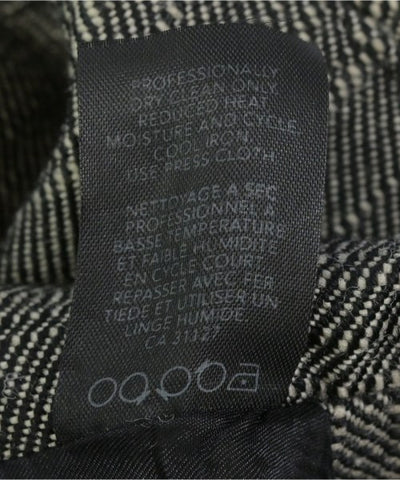 PROFESSIONALLY
DRY CLEAN ONLY.
REDUCED HEAT
MOISTURE AND CYCLE.
COOL IRON.
USE PRESS CLOTH
NETTOYAGE A SEC
PROFESSIONNEL A
BASSE TEMPERATURE
ET FAIBLE HUMIDITE
EN CYCLE COURT.
REPASSER AVEC FER
TIEDE ET UTILISER UN
LINGE HUMIDE
CA 31127